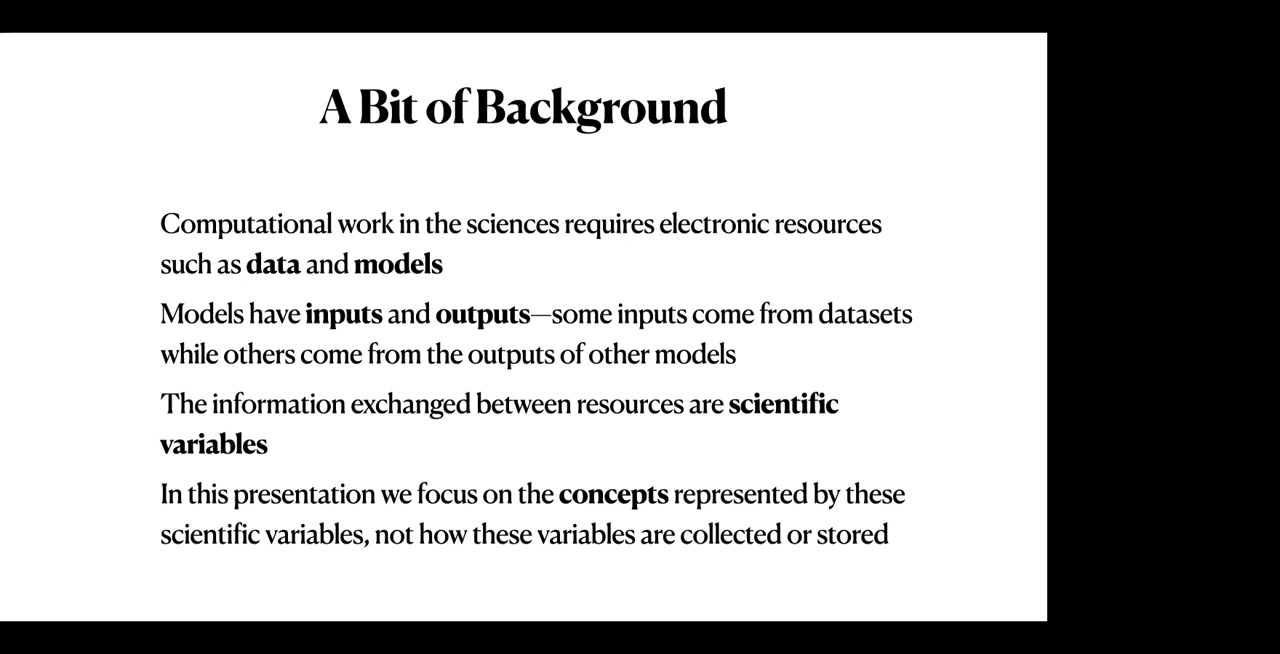 A Bit of Background
Computational work in the sciences requires electronic resources
such as data and models
Models have inputs and outputs—some inputs come from datasets
while others come from the outputs of other models
The information exchanged between resources are scientific
variables
In this presentation we focus on the concepts represented by these
scientific variables, not how these variables are collected or stored